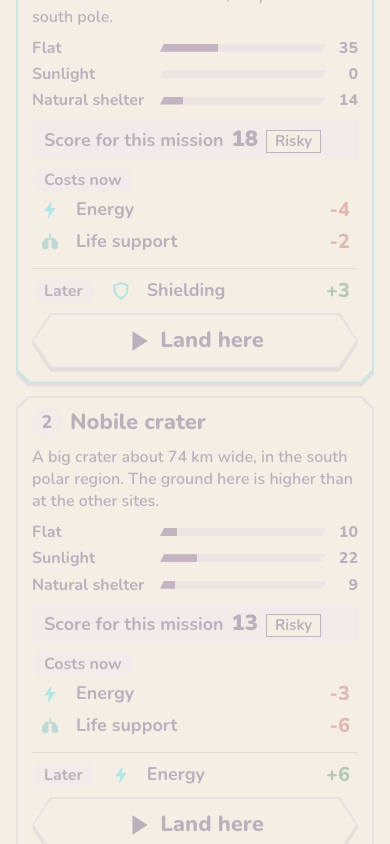 south pole.
Flat 35
Sunlight 0
Natural shelter 14
Score for this mission 18 Risky
Costs now
Energy -4
Life support -2
Later Shielding +3
Land here
2 Nobile crater
A big crater about 74 km wide, in the south
polar region. The ground here is higher than
at the other sites.
Flat 10
Sunlight 22
Natural shelter 9
Score for this mission 13 Risky
Costs now
Energy -3
Life support -6
Later Energy +6
Land here